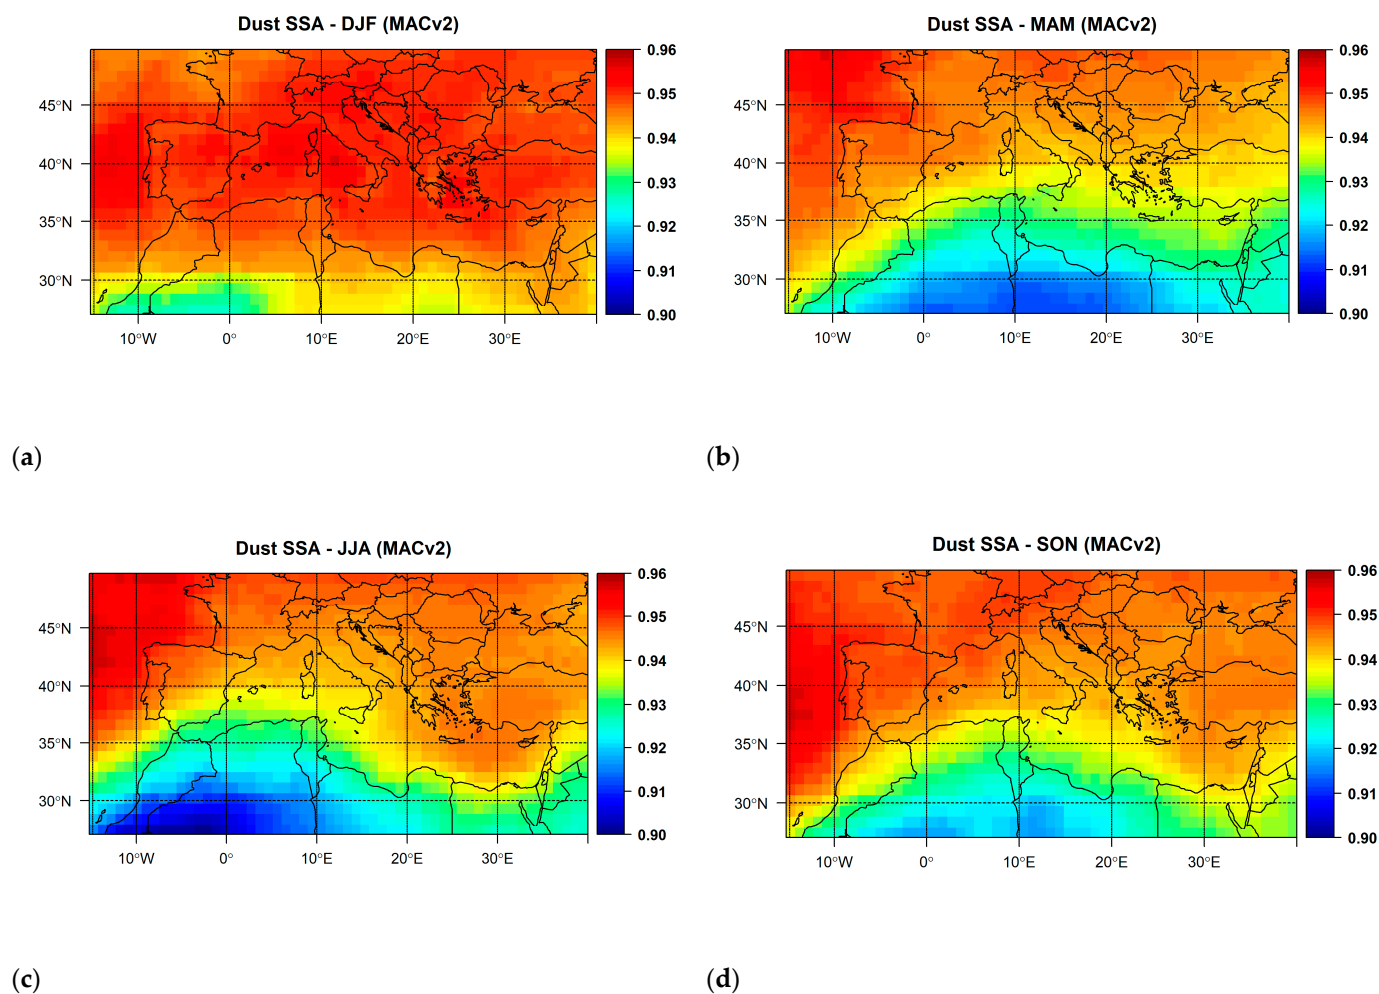 Dust SSA - DJF (MACv2)
45°N
40°N
35°N
30°N
10°W 0° 10°E 20°E 30°E
0.96
0.95
0.94
0.93
0.92
0.91
0.90
(a)
Dust SSA - MAM (MACv2)
45°N
40°N
35°N
30°N
10°W 0° 10°E 20°E 30°E
0.96
0.95
0.94
0.93
0.92
0.91
0.90
(b)
Dust SSA - JJA (MACv2)
45°N
40°N
35°N
30°N
10°W 0° 10°E 20°E 30°E
0.96
0.95
0.94
0.93
0.92
0.91
0.90
(c)
Dust SSA - SON (MACv2)
45°N
40°N
35°N
30°N
10°W 0° 10°E 20°E 30°E
0.96
0.95
0.94
0.93
0.92
0.91
0.90
(d)